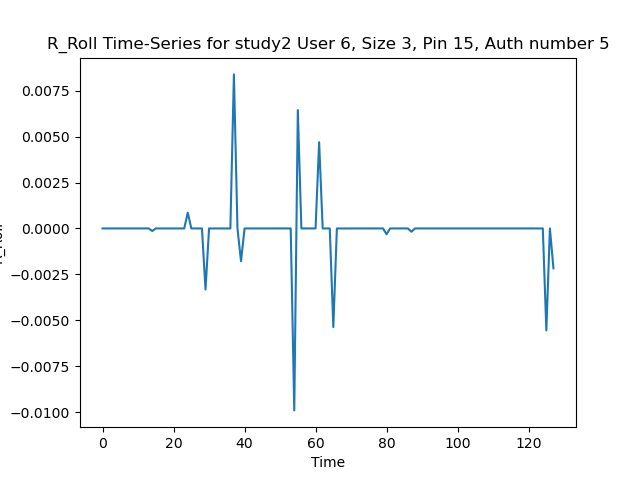 R_Roll Time-Series for study2 User 6, Size 3, Pin 15, Auth number 5
0.0075
0.0050
0.0025
0.0000
−0.0025
−0.0050
−0.0075
−0.0100
R_Roll
0 20 40 60 80 100 120
Time